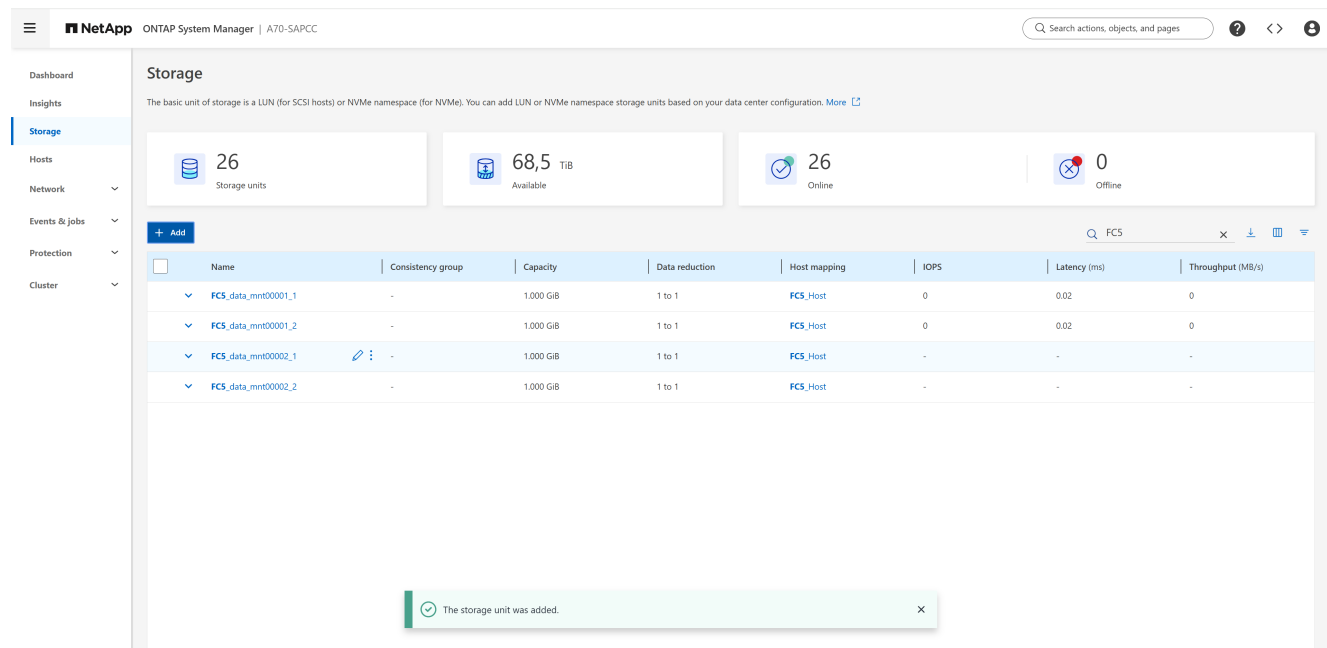 NetApp ONTAP System Manager | A70-SAPCC Search actions, objects, and pages
Dashboard
Insights
Storage
Hosts
Network
Events & jobs
Protection
Cluster
Storage
The basic unit of storage is a LUN (for SCSI hosts) or NVMe namespace (for NVMe). You can add LUN or NVMe namespace storage units based on your data center configuration. More
26
Storage units
68,5 TiB
Available
26
Online
0
Offline
+ Add FC5
Name Consistency group Capacity Data reduction Host mapping IOPS Latency (ms) Throughput (MB/s)
FC5_data_mnt00001_1 - 1.000 GiB 1 to 1 FC5_Host 0 0.02 0
FC5_data_mnt00001_2 - 1.000 GiB 1 to 1 FC5_Host 0 0.02 0
FC5_data_mnt00002_1 - 1.000 GiB 1 to 1 FC5_Host - - -
FC5_data_mnt00002_2 - 1.000 GiB 1 to 1 FC5_Host - - -
The storage unit was added.